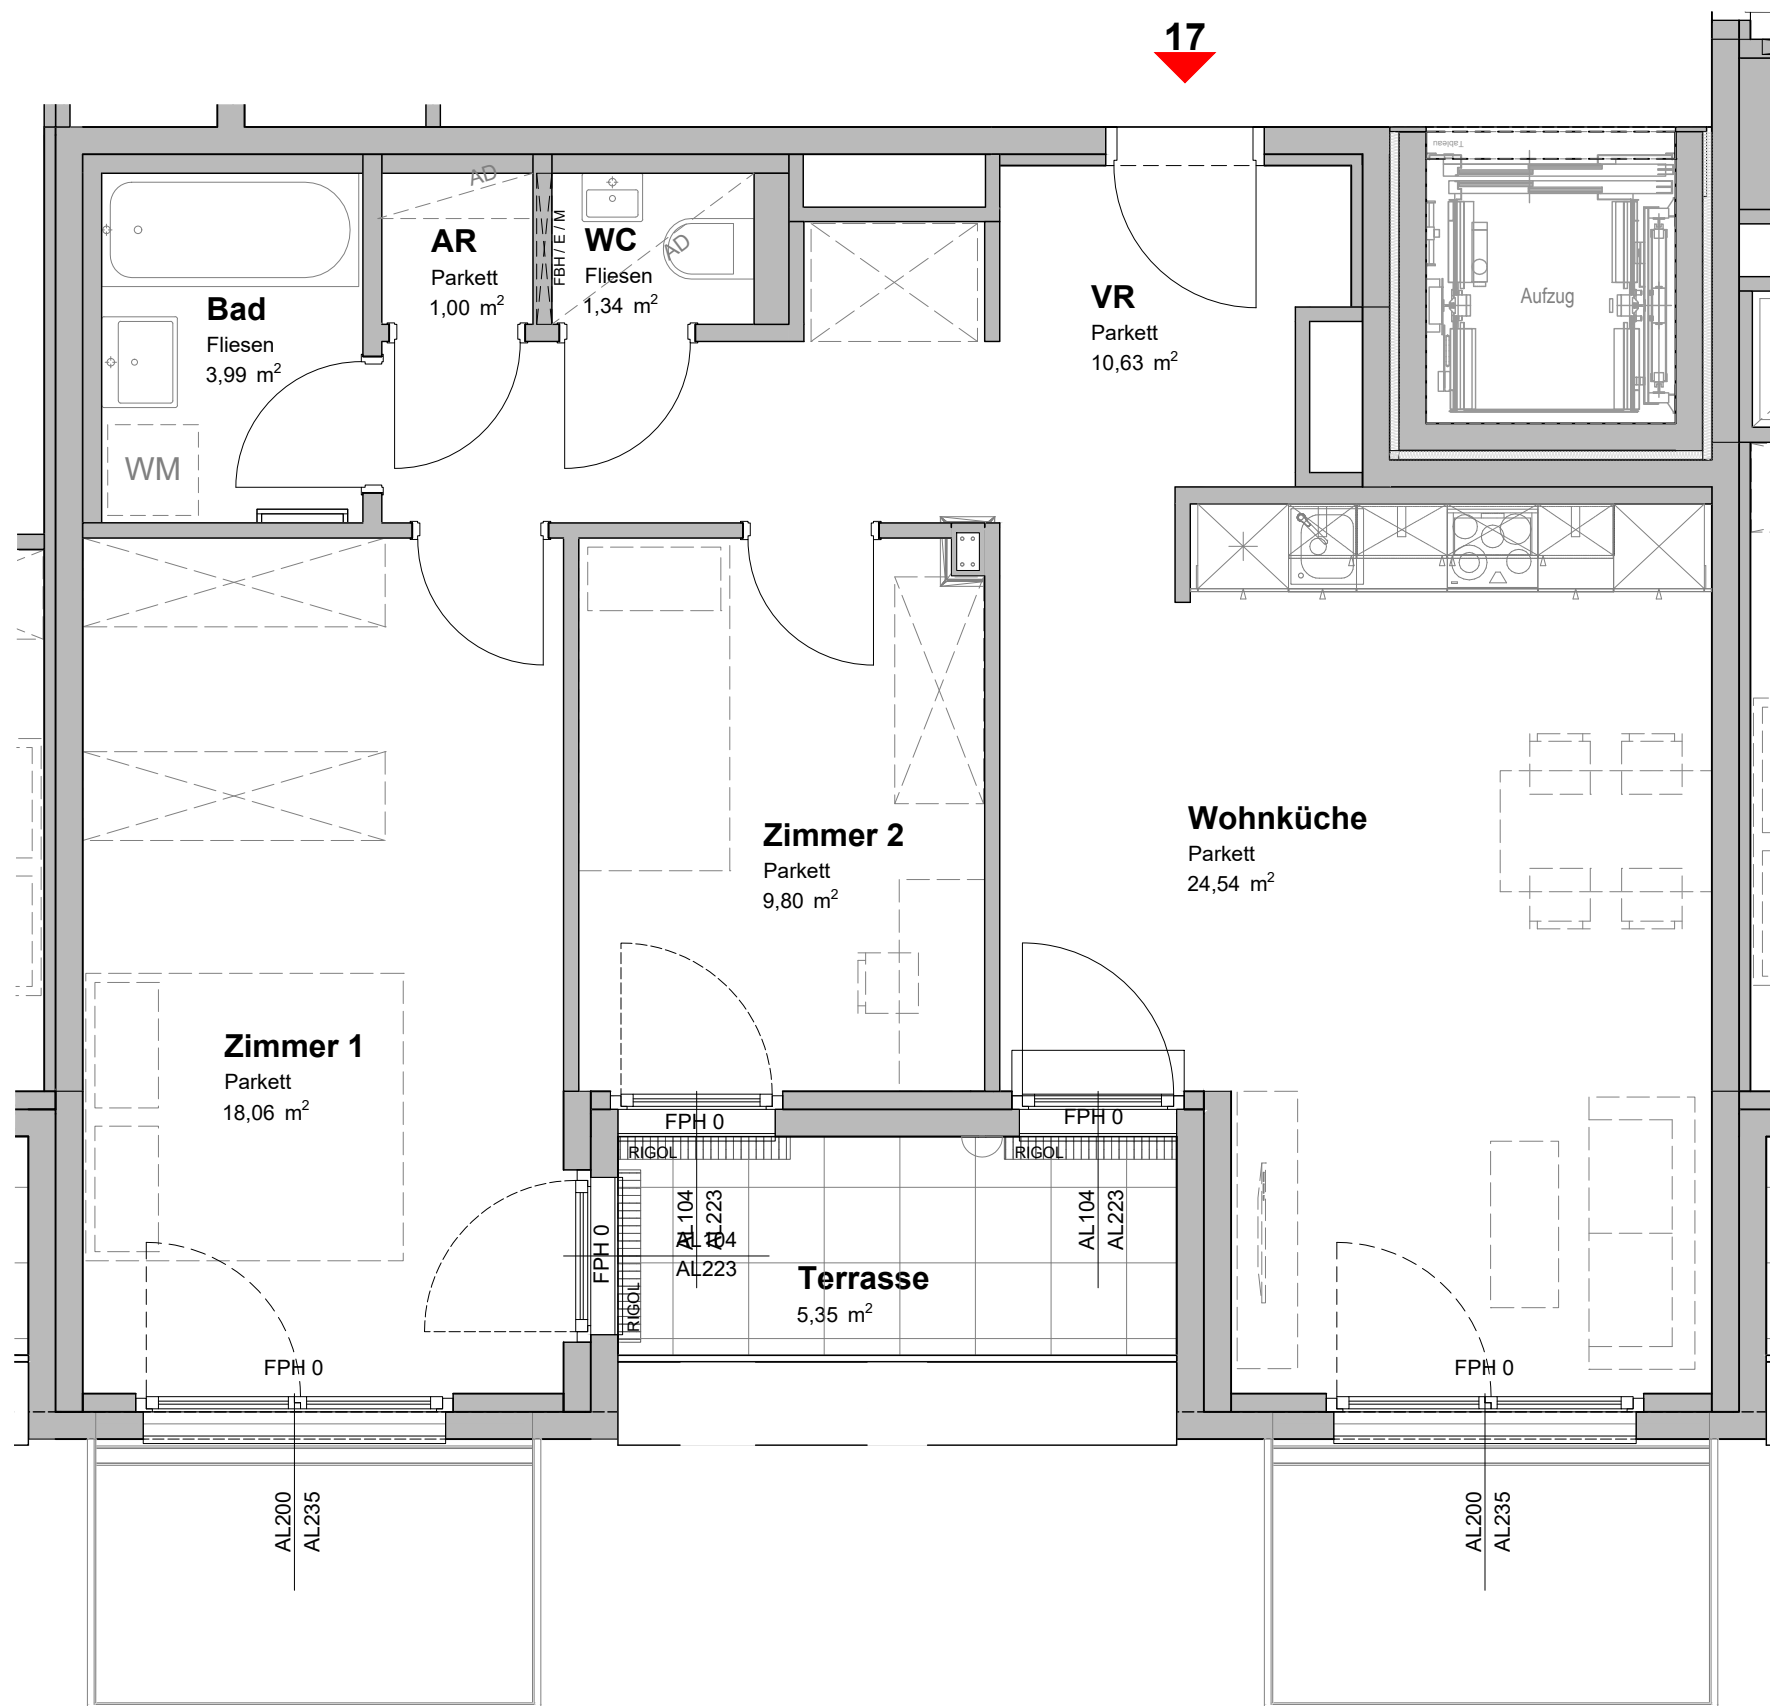 17
Tableau
Aufzug
AD
AR
Parkett
1,00 m²
FBH / E / M
WC
Fliesen
1,34 m²
AD
Bad
Fliesen
3,99 m²
WM
VR
Parkett
10,63 m²
Zimmer 2
Parkett
9,80 m²
Wohnküche
Parkett
24,54 m²
Zimmer 1
Parkett
18,06 m²
FPH 0
FPH 0
RIGOL
RIGOL
AL104
AL223
AL104
AL223
AL104
AL223
FPH 0
RIGOL
Terrasse
5,35 m²
FPH 0
FPH 0
AL200
AL235
AL200
AL235